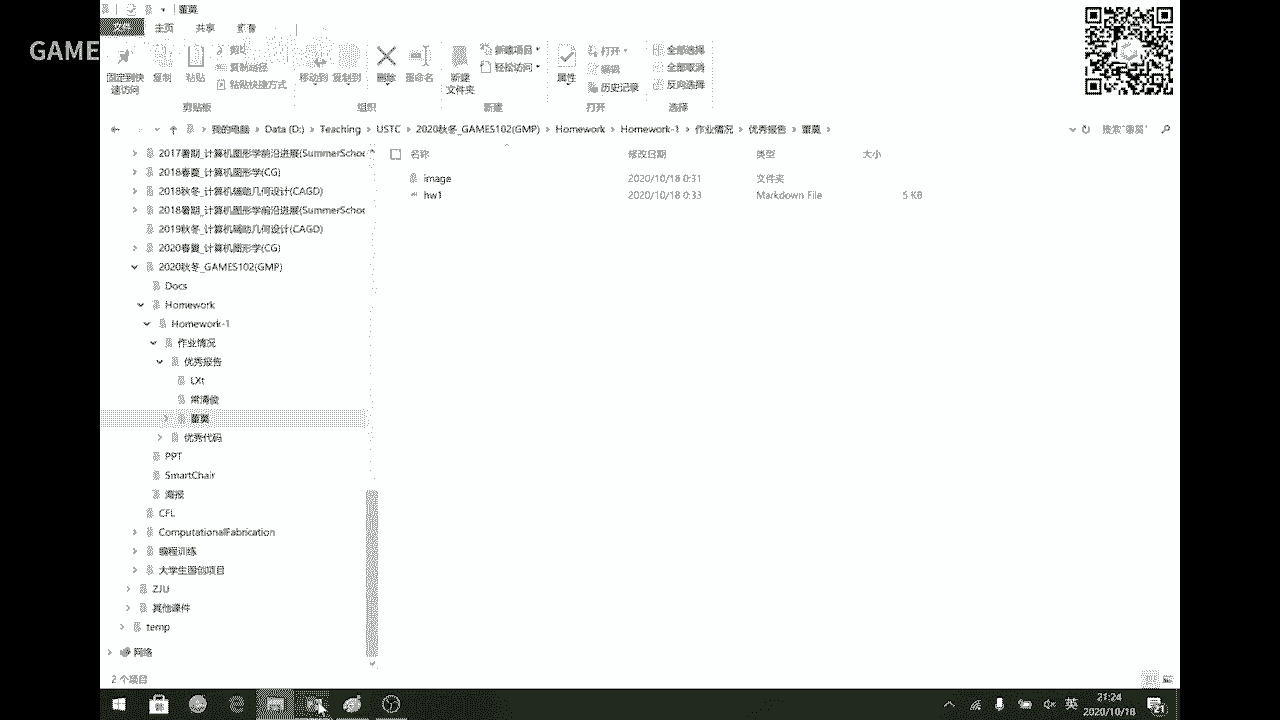 董翼
文件 主页 共享 查看
GAME
固定到快速访问 复制 粘贴 剪切 复制路径 粘贴快捷方式 移动到 复制到 删除 重命名 新建文件夹 新建项目 轻松访问 属性 打开 编辑 历史记录 全部选择 全部取消 反向选择
剪贴板 组织 新建 打开 选择
我的电脑 Data (D:) Teaching USTC 2020秋冬_GAMES102(GMP) Homework Homework-1 作业情况 优秀报告
名称 修改日期 类型 大小
image 2020/10/18 0:31 文件夹
hw1 2020/10/18 0:33 Markdown File 5 KB
2017暑期_计算机图形学前沿进展(SummerSchoo
2018春夏_计算机图形学(CG)
2018秋冬_计算机辅助几何设计(CAGD)
2018暑期_计算机图形学前沿进展(SummerSchoo
2019秋冬_计算机辅助几何设计(CAGD)
2020春夏_计算机图形学(CG)
2020秋冬_GAMES102(GMP)
Docs
Homework
Homework-1
作业情况
优秀报告
LXt
常清俊
优秀代码
PPT
SmartChair
海报
CFL
ComputationalFabrication
编程训练
大学生国创项目
ZJU
其他课件
temp
网络
2 个项目
英
21:24
2020/10/18
21